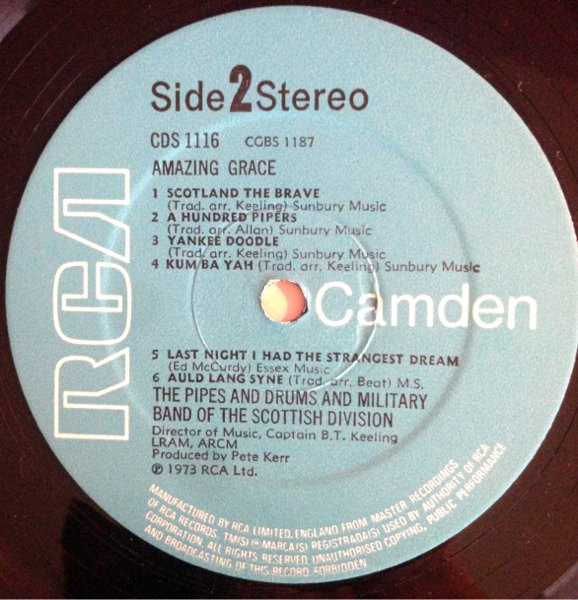 Side 2 Stereo
CDS 1116 CGBS 1187
AMAZING GRACE
1 SCOTLAND THE BRAVE
(Trad. arr. Keeling) Sunbury Music
2 A HUNDRED PIPERS
(Trad. arr. Allan) Sunbury Music
3 YANKEE DOODLE
(Trad. arr. Keeling) Sunbury Music
4 KUM BA YAH (Trad. arr. Keeling) Sunbury Music
RCA
Camden
5 LAST NIGHT I HAD THE STRANGEST DREAM
(Ed McCurdy) Essex Music
6 AULD LANG SYNE (Trad. arr. Beat) M.S.
THE PIPES AND DRUMS AND MILITARY
BAND OF THE SCOTTISH DIVISION
Director of Music, Captain B.T. Keeling
LRAM, ARCM
Produced by Pete Kerr
℗ 1973 RCA Ltd.
MANUFACTURED BY RCA LIMITED, ENGLAND FROM MASTER RECORDINGS
OF RCA RECORDS. TM(S) ® MARCA(S) REGISTRADA(S) USED BY AUTHORITY OF RCA
CORPORATION. ALL RIGHTS RESERVED. UNAUTHORISED COPYING, PUBLIC PERFORMANCE
AND BROADCASTING OF THIS RECORD FORBIDDEN